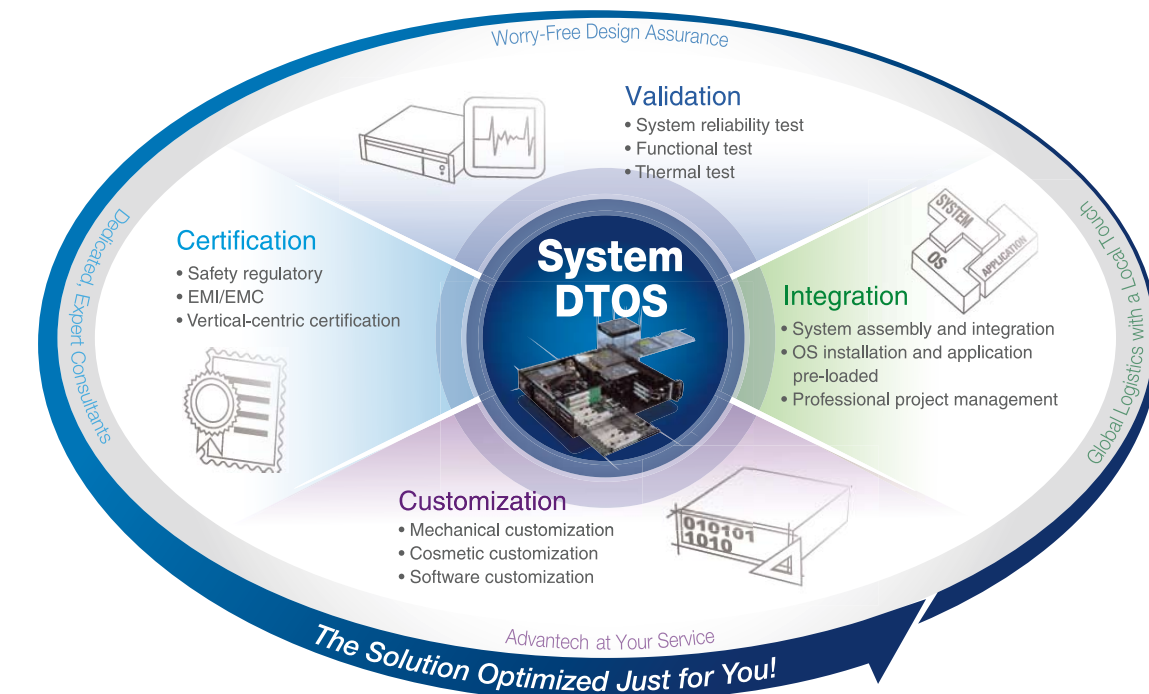 Worry-Free Design Assurance
Validation
• System reliability test
• Functional test
• Thermal test
Dedicated, Expert Consultants
Certification
• Safety regulatory
• EMI/EMC
• Vertical-centric certification
System
DTOS
SYSTEM
OS
APPLICATION
Integration
• System assembly and integration
• OS installation and application
pre-loaded
• Professional project management
Global Logistics with a Local Touch
Customization
• Mechanical customization
• Cosmetic customization
• Software customization
010101
1010
Advantech at Your Service
The Solution Optimized Just for You!